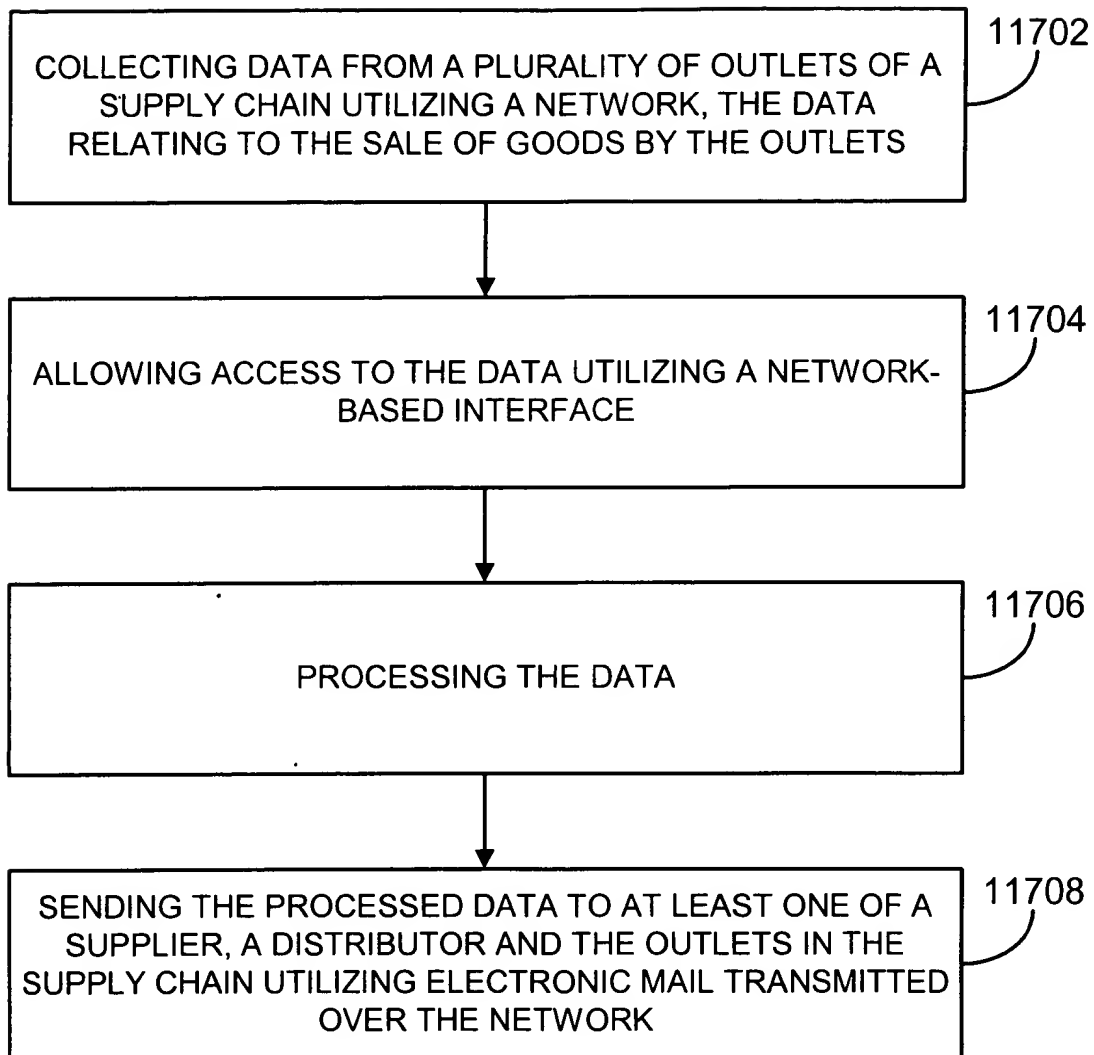 11702
COLLECTING DATA FROM A PLURALITY OF OUTLETS OF A
SUPPLY CHAIN UTILIZING A NETWORK, THE DATA
RELATING TO THE SALE OF GOODS BY THE OUTLETS
11704
ALLOWING ACCESS TO THE DATA UTILIZING A NETWORK-
BASED INTERFACE
11706
PROCESSING THE DATA
11708
SENDING THE PROCESSED DATA TO AT LEAST ONE OF A
SUPPLIER, A DISTRIBUTOR AND THE OUTLETS IN THE
SUPPLY CHAIN UTILIZING ELECTRONIC MAIL TRANSMITTED
OVER THE NETWORK